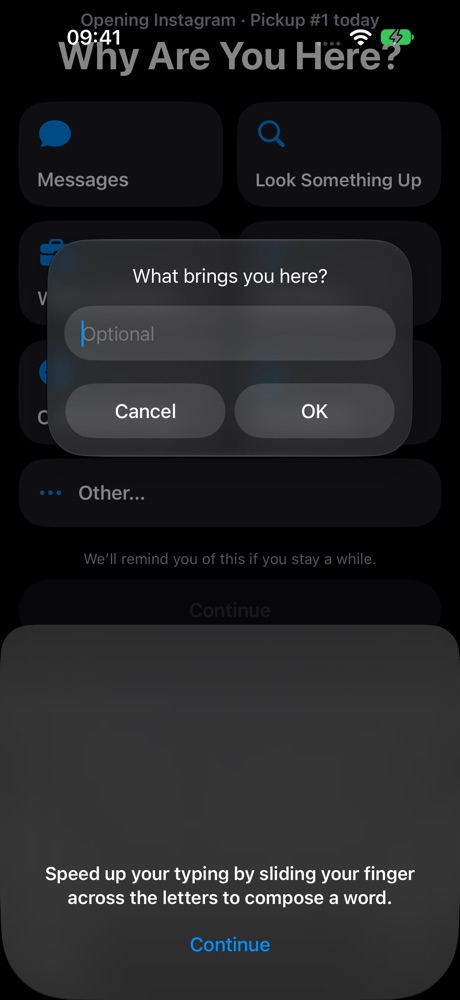 Opening Instagram · Pickup #1 today
09:41
Why Are You Here?
Messages
Look Something Up
What brings you here?
Optional
Cancel
OK
Other...
We'll remind you of this if you stay a while.
Continue
Speed up your typing by sliding your finger
across the letters to compose a word.
Continue